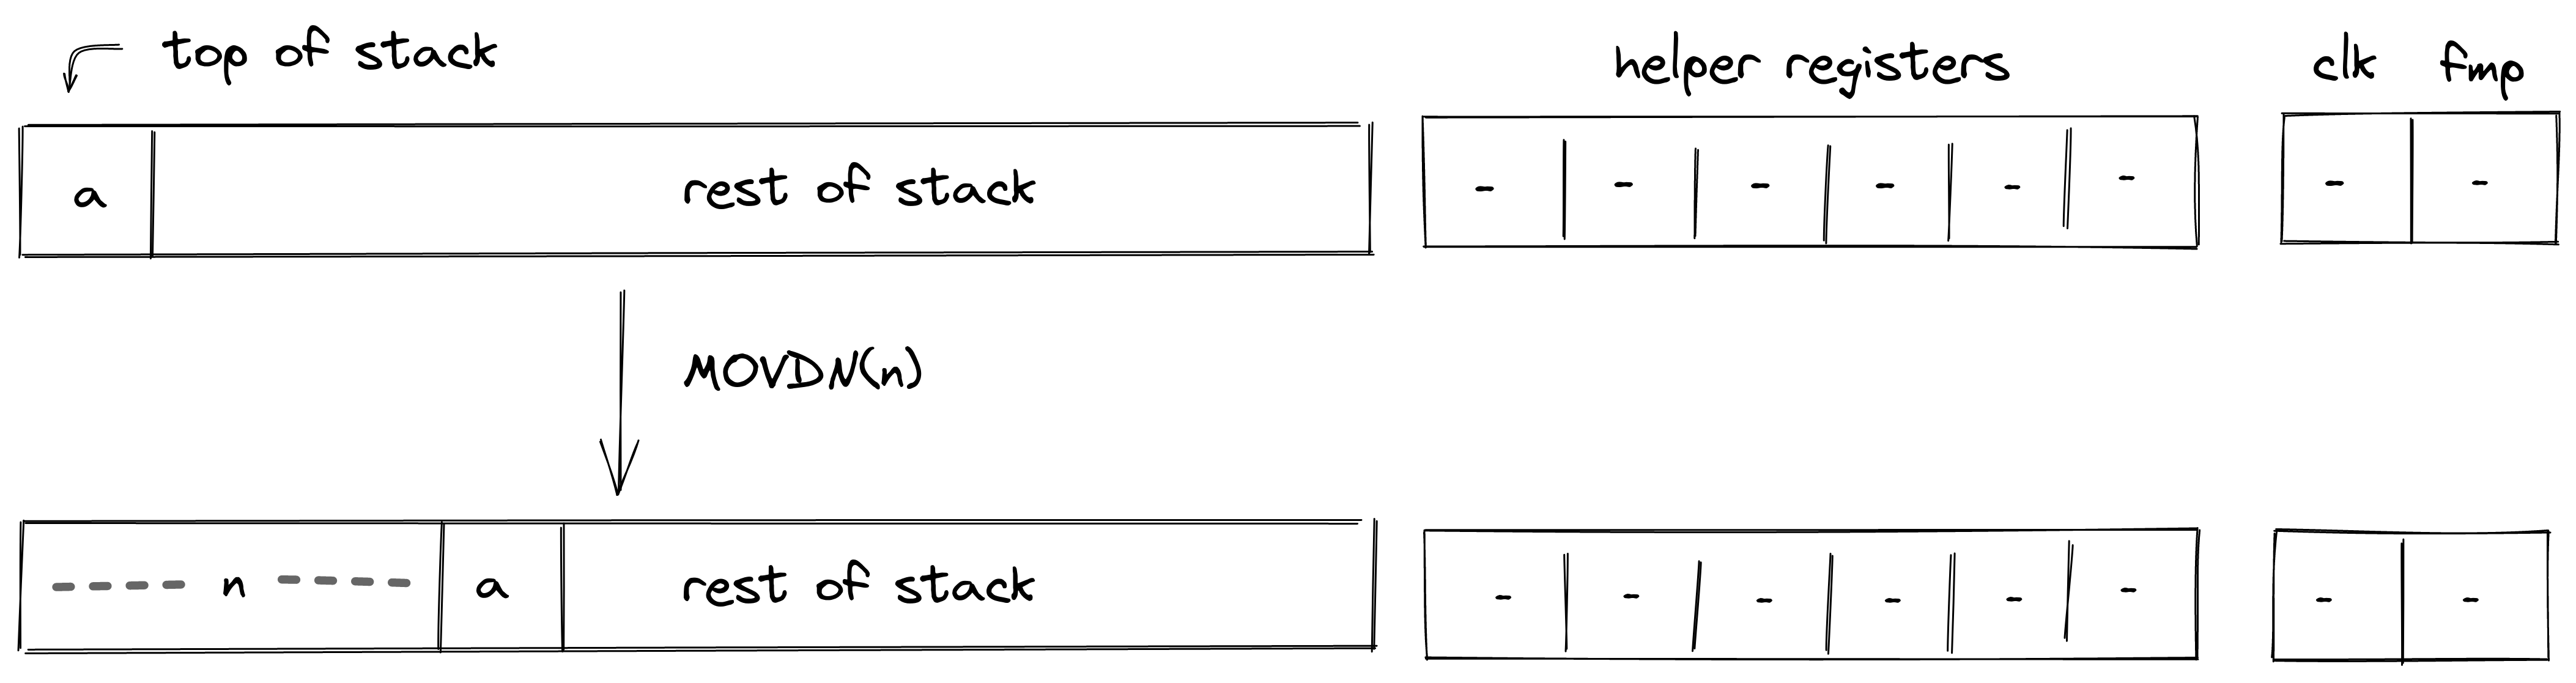 top of stack
helper registers
clk fmp
a rest of stack
- - - - - -
- -
MOVDN(n)
n a rest of stack
- - - - - -
- -